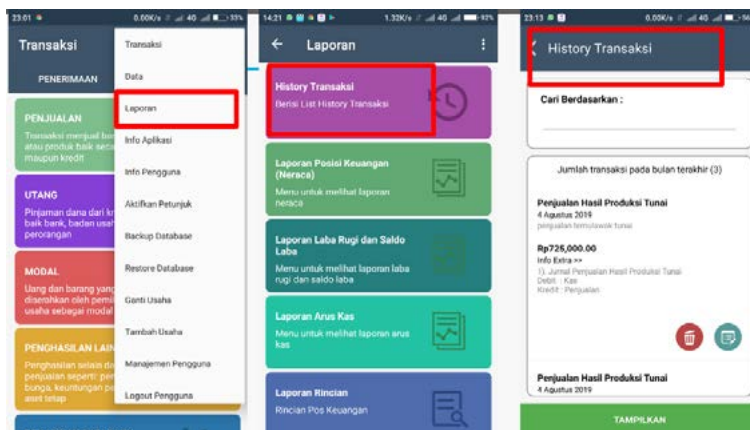 23:01
0.00K/s
4G
33%
Transaksi
PENERIMAAN
PENJUALAN
Transaksi menjual
atau produk baik
maupun kredit
UTANG
Pinjaman dana dari
baik bank, badan
perorangan
MODAL
Uang dan barang yang
diserahkan oleh
usaha sebagai modal
PENGHASILAN LAIN
Penghasilan selain
penjualan seperti:
bunga, keuntungan
aset tetap
Transaksi
Data
Laporan
Info Aplikasi
Info Pengguna
Aktifkan Petunjuk
Backup Database
Restore Database
Ganti Usaha
Tambah Usaha
Manajemen Pengguna
Logout Pengguna
14:21
1.32K/s
4G
92%
Laporan
History Transaksi
Berisi List History Transaksi
Laporan Posisi Keuangan
(Neraca)
Menu untuk melihat laporan
neraca
Laporan Laba Rugi dan Saldo
Laba
Menu untuk melihat laporan laba
rugi dan saldo laba
Laporan Arus Kas
Menu untuk melihat laporan arus
kas
Laporan Rincian
Rincian Pos Keuangan
23:13
0.00K/s
4G
History Transaksi
Cari Berdasarkan :
Jumlah transaksi pada bulan terakhir (3)
Penjualan Hasil Produksi Tunai
4 Agustus 2019
penjualan temulawak tunai
Rp725,000.00
Info Extra >>
1). Jurnal Penjualan Hasil Produksi Tunai
Debit : Kas
Kredit : Penjualan
Penjualan Hasil Produksi Tunai
4 Agustus 2019
TAMPILKAN